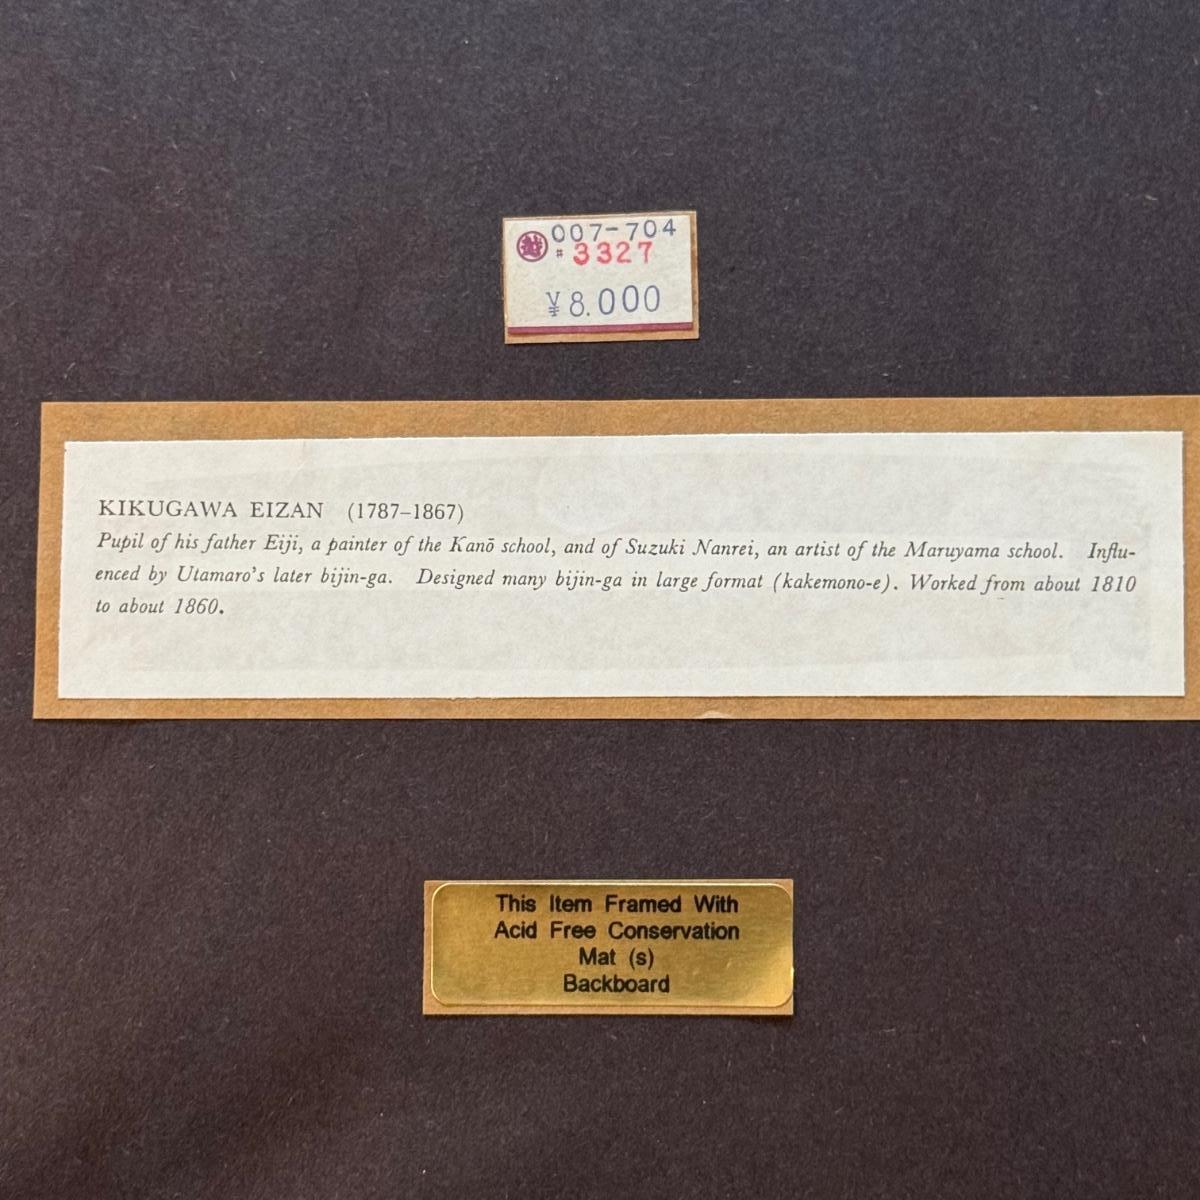 007-704
# 3327
¥8.000
KIKUGAWA EIZAN (1787–1867)
Pupil of his father Eiji, a painter of the Kanō school, and of Suzuki Nanrei, an artist of the Maruyama school. Influ-
enced by Utamaro's later bijin-ga. Designed many bijin-ga in large format (kakemono-e). Worked from about 1810
to about 1860.
This Item Framed With
Acid Free Conservation
Mat (s)
Backboard